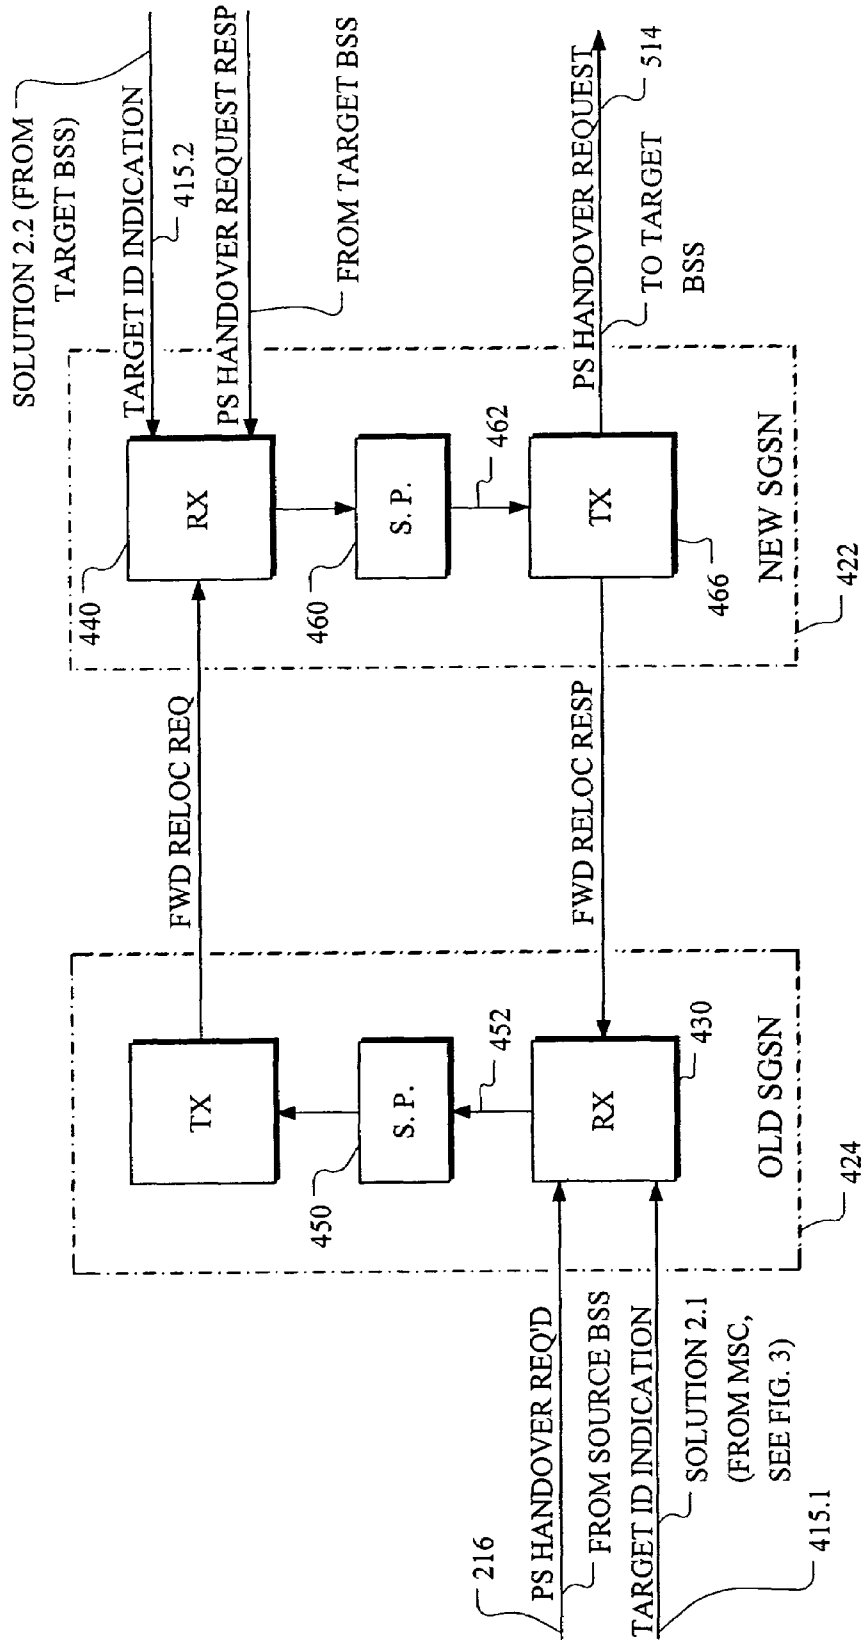 SOLUTION 2.2 (FROM
TARGET BSS)
TARGET ID INDICATION
415.2
PS HANDOVER REQUEST RESP
FROM TARGET BSS
FWD RELOC REQ
440
RX
460
S. P.
462
TX
466
NEW SGSN
422
PS HANDOVER REQUEST
514
TO TARGET
BSS
FWD RELOC RESP
TX
S. P.
450
452
RX
430
OLD SGSN
424
216
PS HANDOVER REQ'D
FROM SOURCE BSS
TARGET ID INDICATION
SOLUTION 2.1
(FROM MSC,
SEE FIG. 3)
415.1